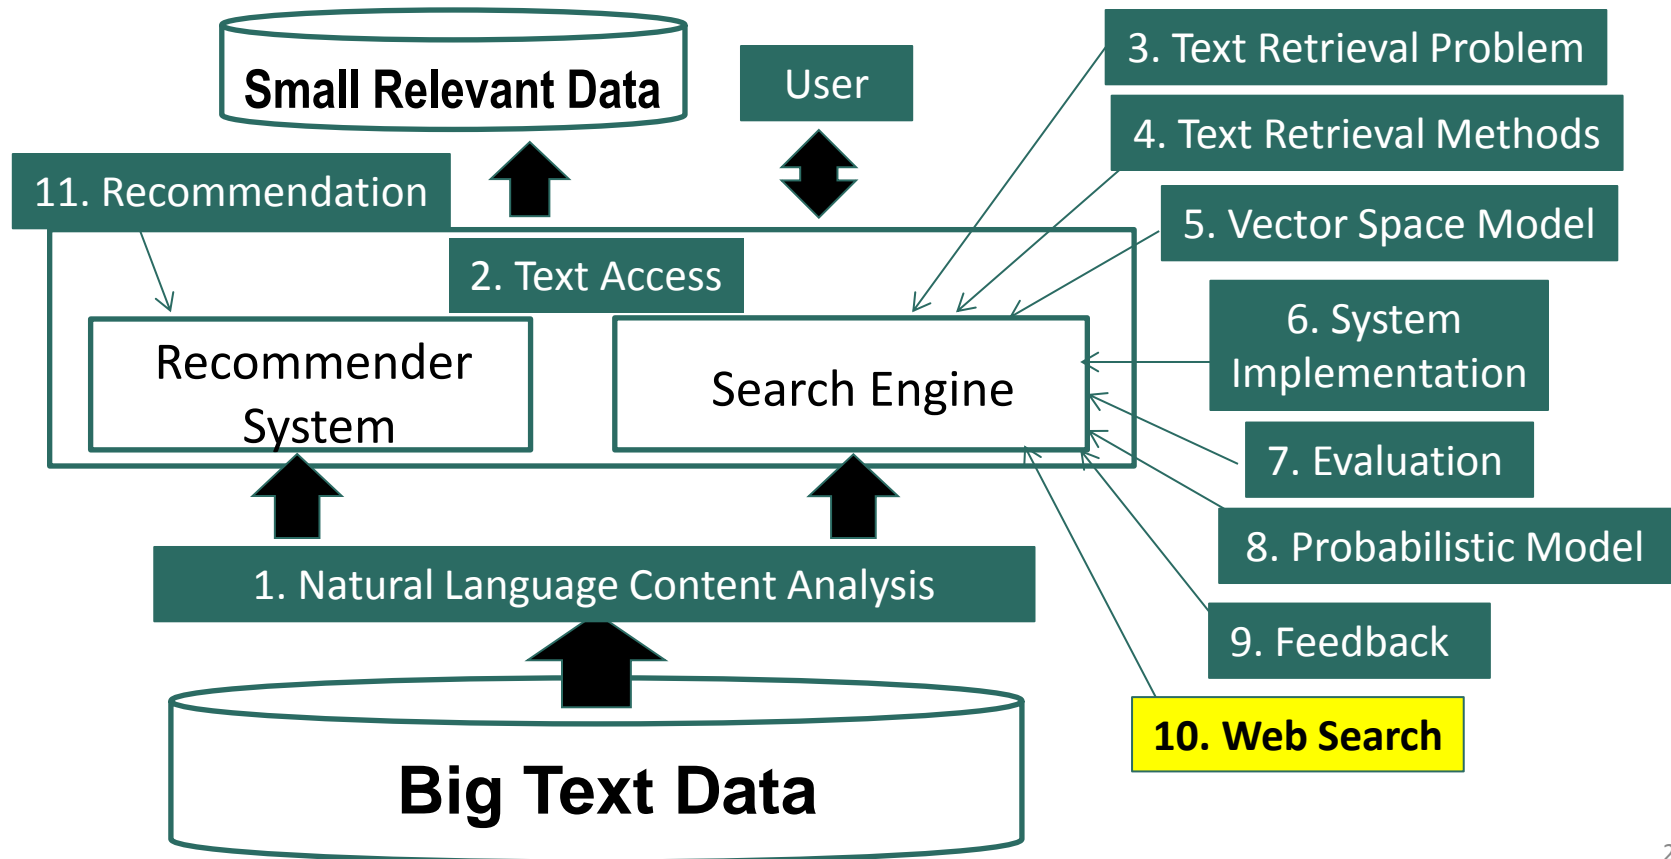 Small Relevant Data
User
3. Text Retrieval Problem
4. Text Retrieval Methods
11. Recommendation
5. Vector Space Model
2. Text Access
6. System
Implementation
Recommender
System
Search Engine
7. Evaluation
8. Probabilistic Model
1. Natural Language Content Analysis
9. Feedback
10. Web Search
Big Text Data